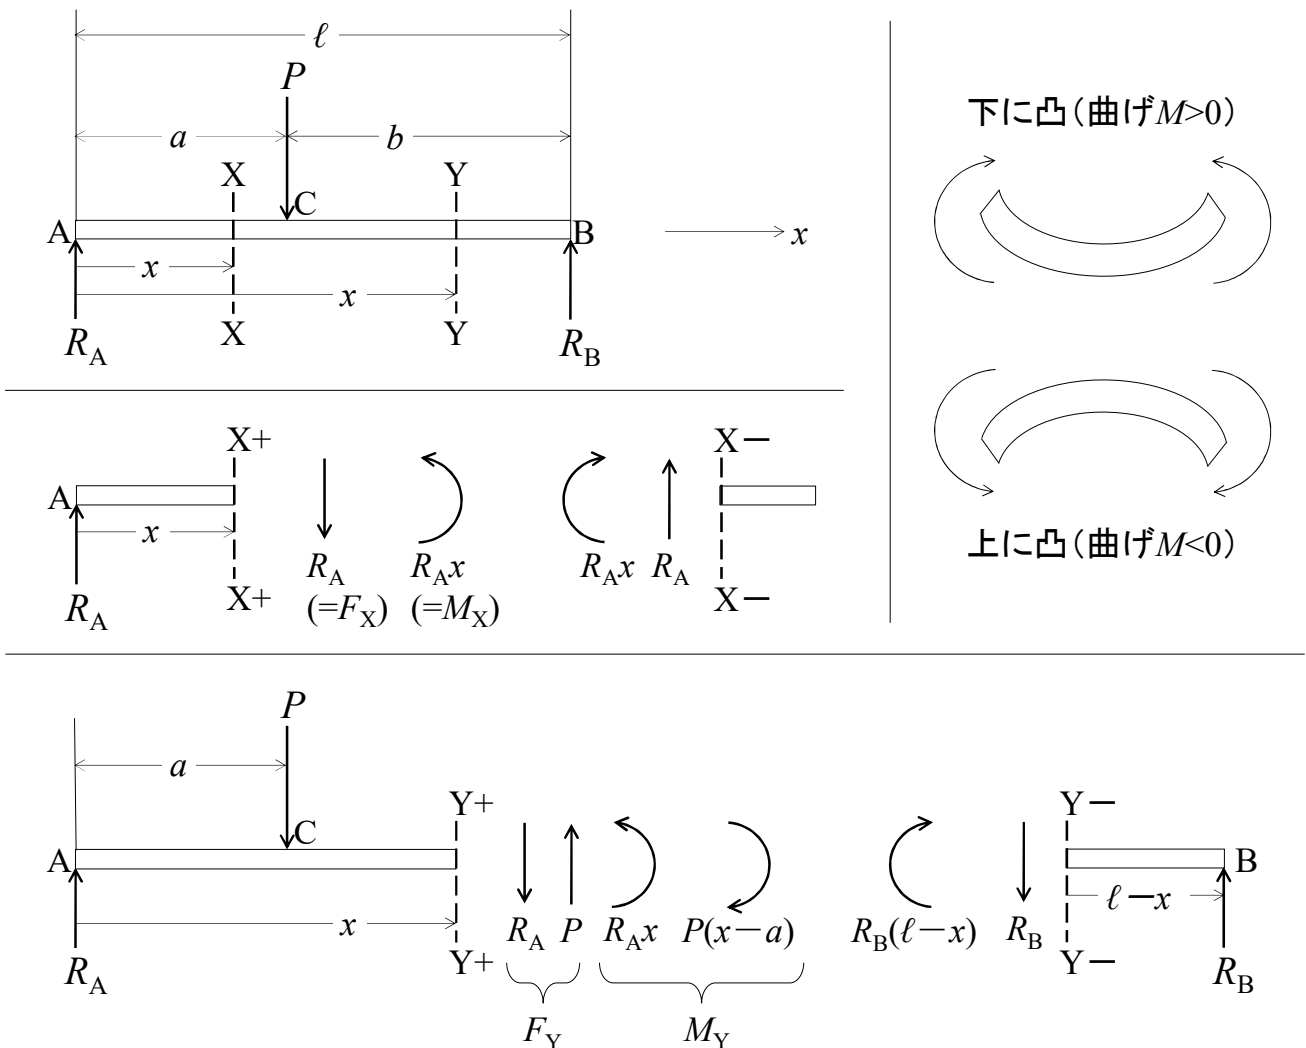 ℓ
P
a
b
X
Y
C
A
B
x
x
x
X
Y
R_A
R_B
下に凸(曲げM>0)
上に凸(曲げM<0)
X+
X−
A
x
R_A
X+
R_A
(=F_X)
R_Ax
(=M_X)
R_Ax
R_A
X−
P
a
C
Y+
Y−
A
B
x
ℓ−x
R_A
Y+
R_A
P
R_Ax
P(x−a)
R_B(ℓ−x)
R_B
Y−
R_B
F_Y
M_Y